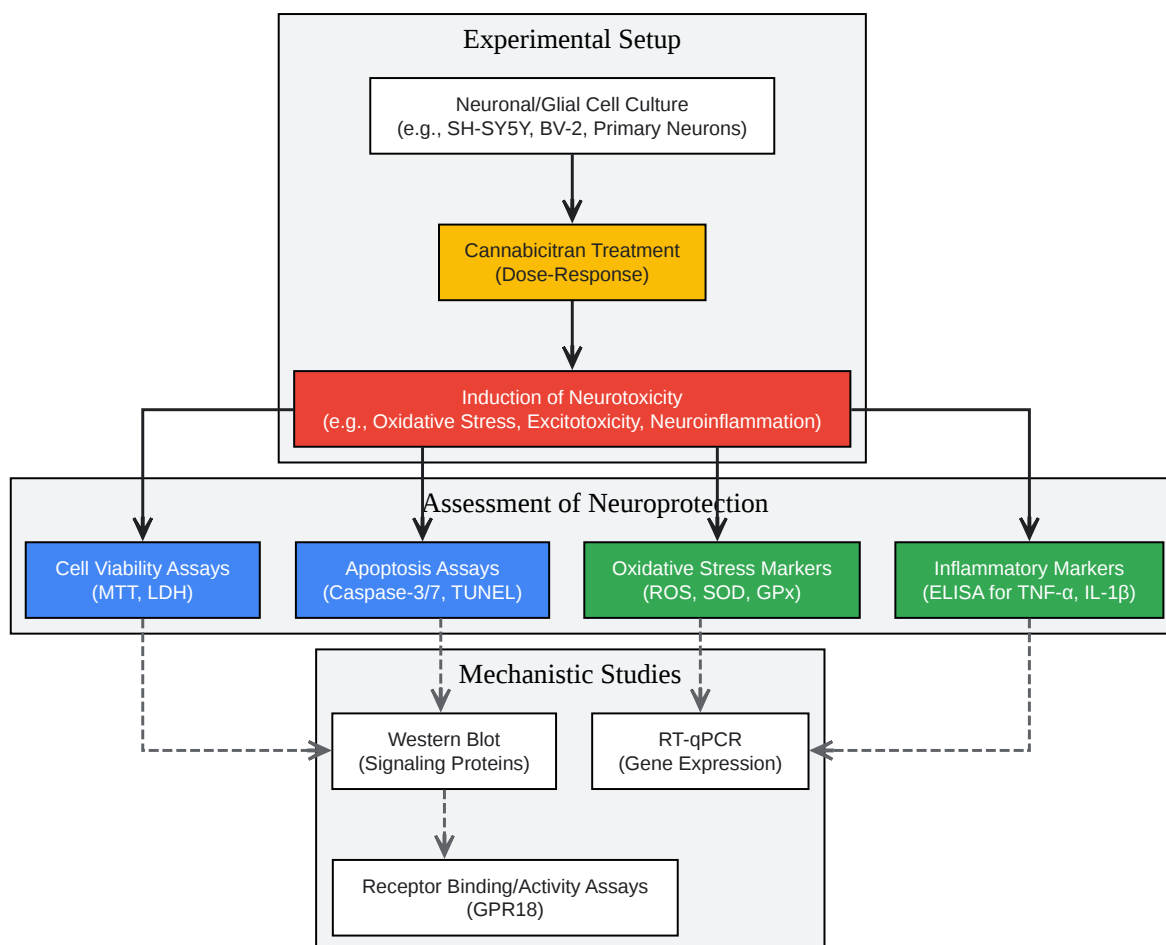 Experimental Setup
Neuronal/Glial Cell Culture
(e.g., SH-SY5Y, BV-2, Primary Neurons)
Cannabicitran Treatment
(Dose-Response)
Induction of Neurotoxicity
(e.g., Oxidative Stress, Excitotoxicity, Neuroinflammation)
Assessment of Neuroprotection
Cell Viability Assays
(MTT, LDH)
Apoptosis Assays
(Caspase-3/7, TUNEL)
Oxidative Stress Markers
(ROS, SOD, GPx)
Inflammatory Markers
(ELISA for TNF-α, IL-1β)
Mechanistic Studies
Western Blot
(Signaling Proteins)
RT-qPCR
(Gene Expression)
Receptor Binding/Activity Assays
(GPR18)